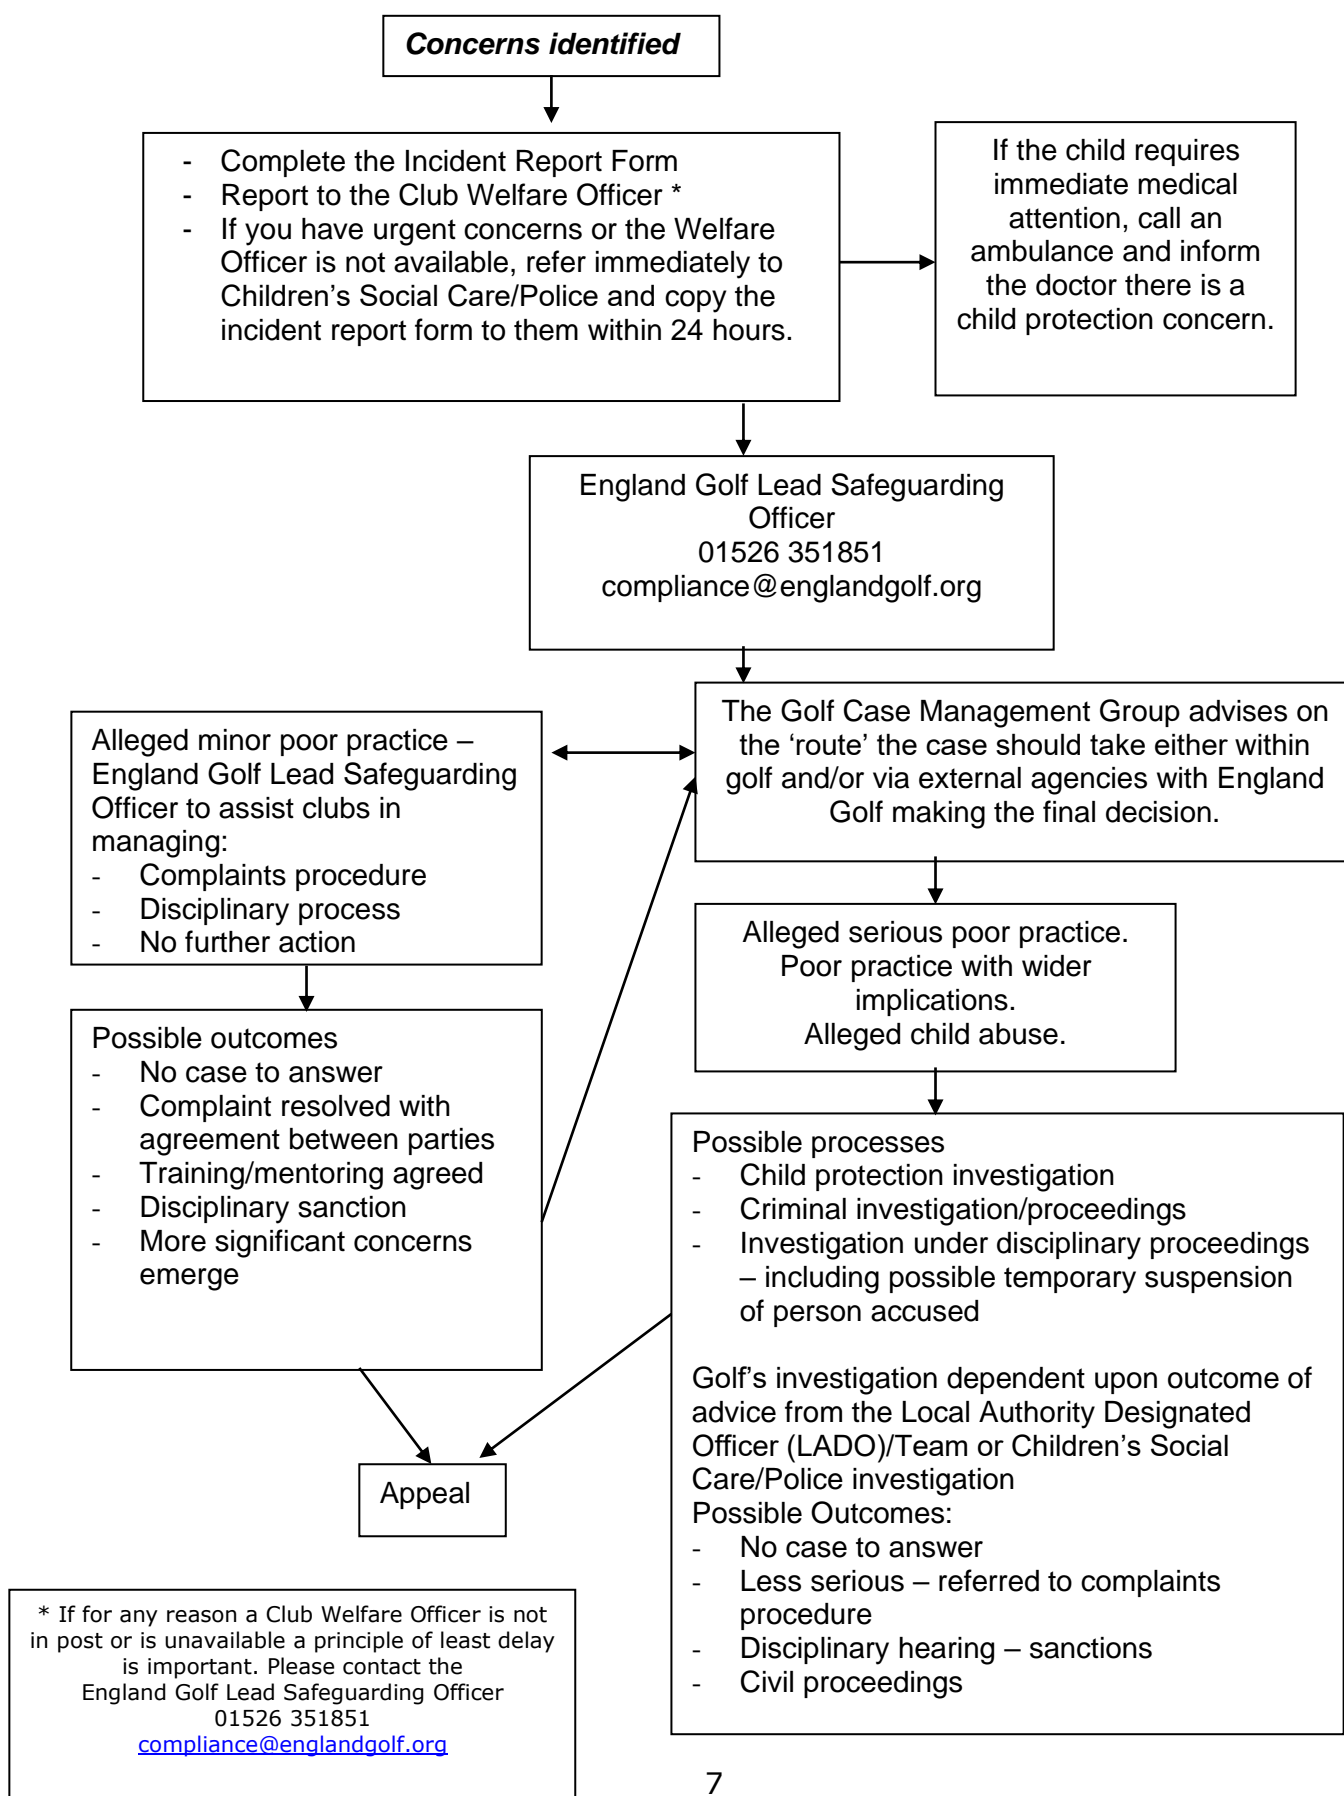 Concerns identified
- Complete the Incident Report Form
- Report to the Club Welfare Officer *
- If you have urgent concerns or the Welfare
Officer is not available, refer immediately to
Children’s Social Care/Police and copy the
incident report form to them within 24 hours.
If the child requires
immediate medical
attention, call an
ambulance and inform
the doctor there is a
child protection concern.
England Golf Lead Safeguarding
Officer
01526 351851
compliance@englandgolf.org
The Golf Case Management Group advises on
the ‘route’ the case should take either within
golf and/or via external agencies with England
Golf making the final decision.
Alleged minor poor practice –
England Golf Lead Safeguarding
Officer to assist clubs in
managing:
- Complaints procedure
- Disciplinary process
- No further action
Alleged serious poor practice.
Poor practice with wider
implications.
Alleged child abuse.
Possible outcomes
- No case to answer
- Complaint resolved with
agreement between parties
- Training/mentoring agreed
- Disciplinary sanction
- More significant concerns
emerge
Possible processes
- Child protection investigation
- Criminal investigation/proceedings
- Investigation under disciplinary proceedings
– including possible temporary suspension
of person accused
Golf’s investigation dependent upon outcome of
advice from the Local Authority Designated
Officer (LADO)/Team or Children’s Social
Care/Police investigation
Possible Outcomes:
- No case to answer
- Less serious – referred to complaints
procedure
- Disciplinary hearing – sanctions
- Civil proceedings
Appeal
* If for any reason a Club Welfare Officer is not
in post or is unavailable a principle of least delay
is important. Please contact the
England Golf Lead Safeguarding Officer
01526 351851
compliance@englandgolf.org
7